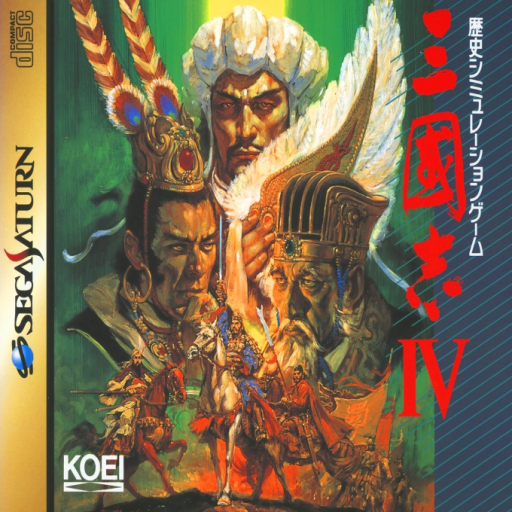 COMPACT
disc
SEGA SATURN
歴史シミュレーションゲーム
三國志
IV
KOEI